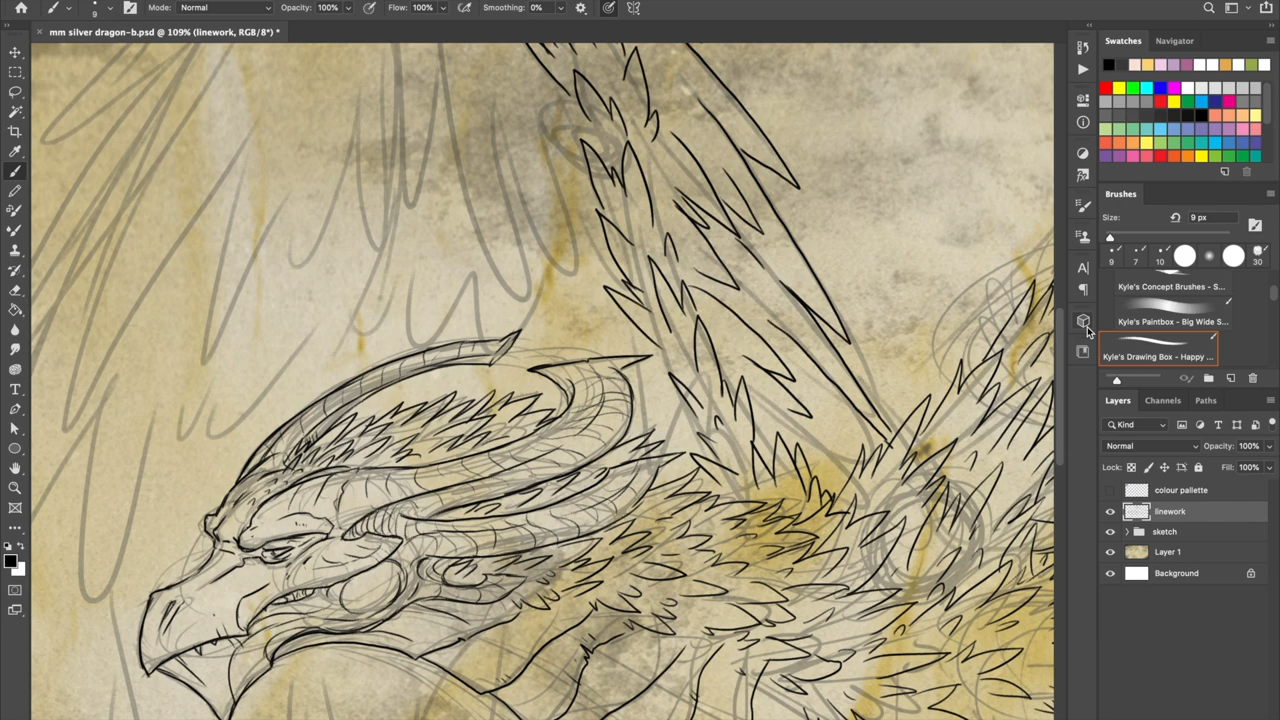 9
Mode: Normal
Opacity: 100%
Flow: 100%
Smoothing: 0%
× mm silver dragon-b.psd @ 109% (linework, RGB/8*) *
Swatches Navigator
Brushes
Size: 9 px
9 7 10 30
Kyle's Concept Brushes - S...
Kyle's Paintbox - Big Wide S...
Kyle's Drawing Box - Happy ...
Layers Channels Paths
Kind
Normal Opacity: 100%
Lock: Fill: 100%
colour palette
linework
sketch
Layer 1
Background